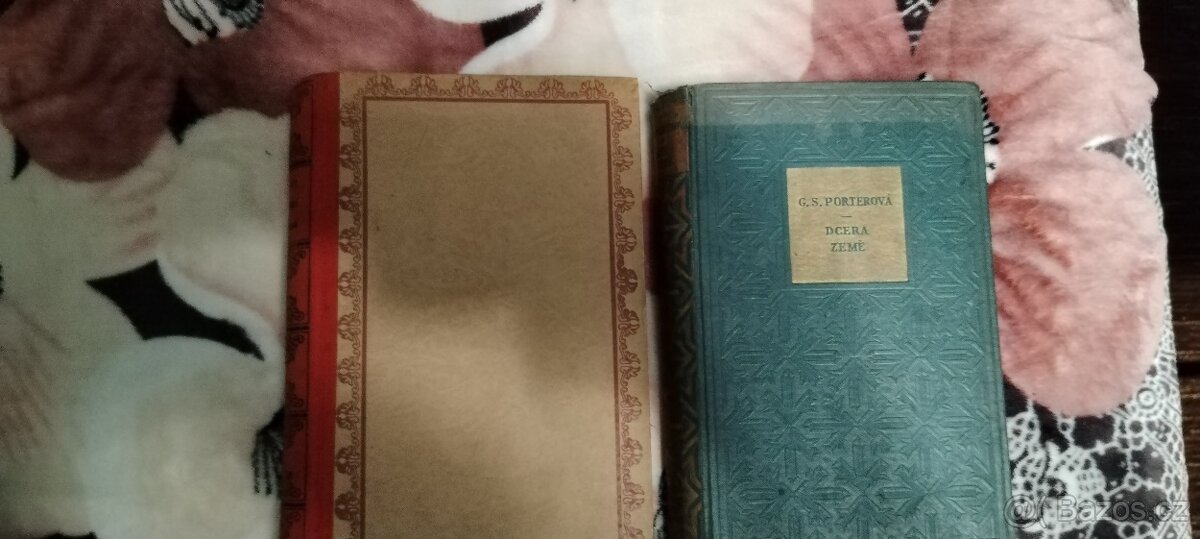 G. S. PORTEROVÁ
—
DCERA
ZEMĚ
Bazos.cz